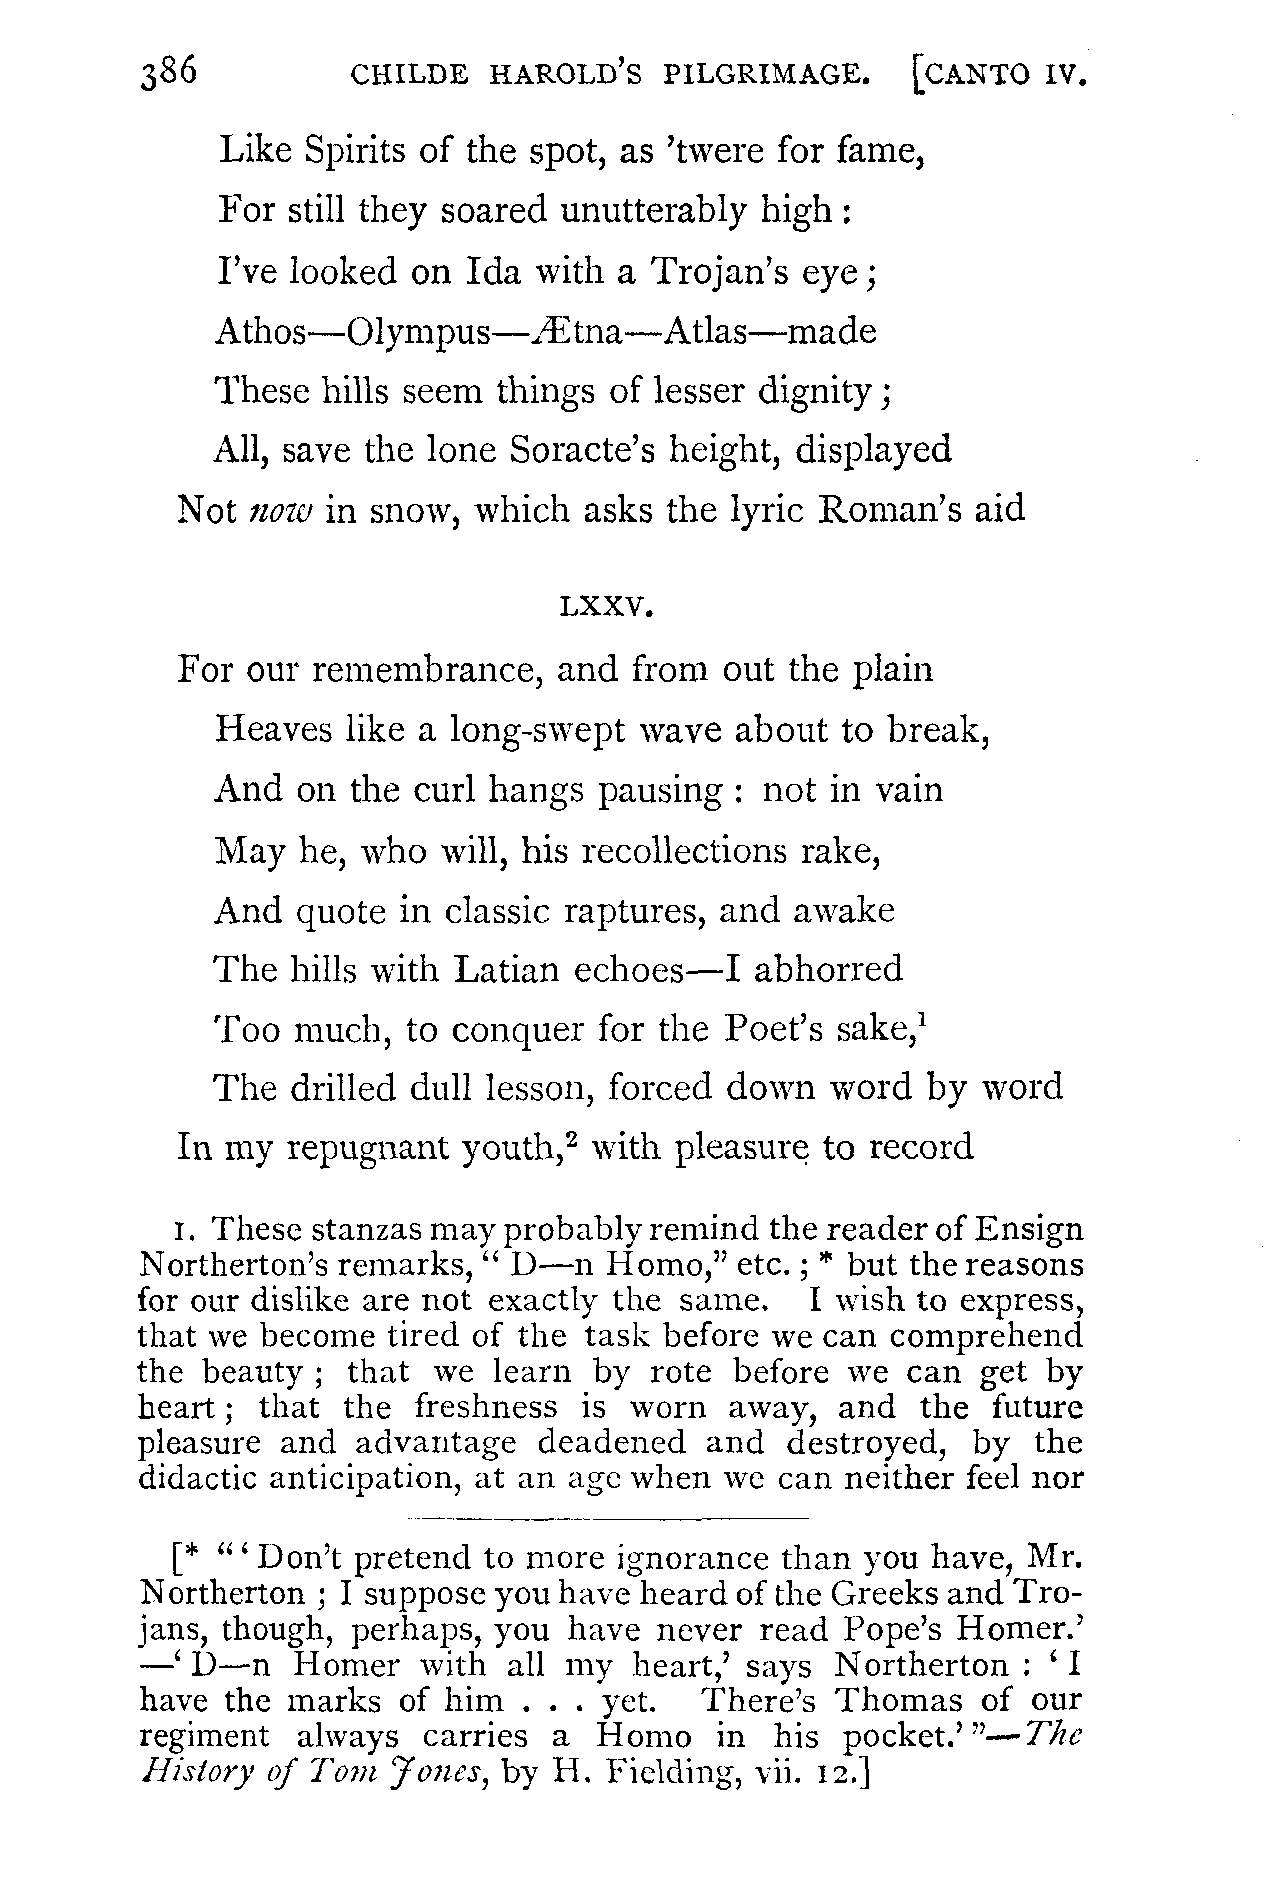 386 CHILDE HAROLD'S PILGRIMAGE. [CANTO IV.
Like Spirits of the spot, as 'twere for fame,
For still they soared unutterably high :
I've looked on Ida with a Trojan's eye ;
Athos—Olympus—Ætna—Atlas—made
These hills seem things of lesser dignity ;
All, save the lone Soracte's height, displayed
Not now in snow, which asks the lyric Roman's aid
LXXV.
For our remembrance, and from out the plain
Heaves like a long-swept wave about to break,
And on the curl hangs pausing : not in vain
May he, who will, his recollections rake,
And quote in classic raptures, and awake
The hills with Latian echoes—I abhorred
Too much, to conquer for the Poet's sake,¹
The drilled dull lesson, forced down word by word
In my repugnant youth,² with pleasure to record
1. These stanzas may probably remind the reader of Ensign
Northerton's remarks, " D—n Homo," etc. ; * but the reasons
for our dislike are not exactly the same. I wish to express,
that we become tired of the task before we can comprehend
the beauty ; that we learn by rote before we can get by
heart ; that the freshness is worn away, and the future
pleasure and advantage deadened and destroyed, by the
didactic anticipation, at an age when we can neither feel nor
[* " ' Don't pretend to more ignorance than you have, Mr.
Northerton ; I suppose you have heard of the Greeks and Tro-
jans, though, perhaps, you have never read Pope's Homer.'
—' D—n Homer with all my heart,' says Northerton : ' I
have the marks of him . . . yet. There's Thomas of our
regiment always carries a Homo in his pocket.' "—The
History of Tom Jones, by H. Fielding, vii. 12.]